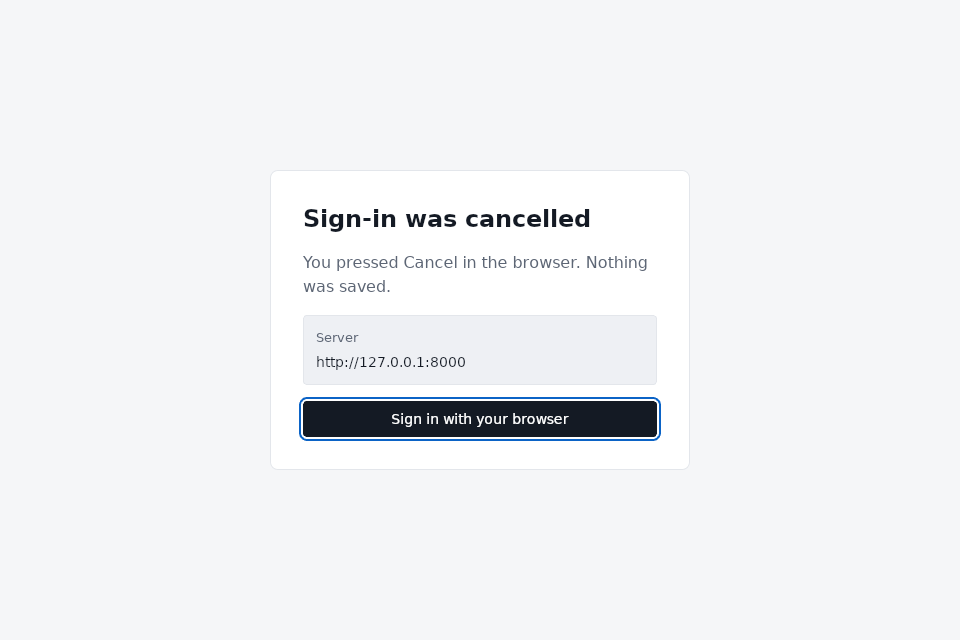 Sign-in was cancelled
You pressed Cancel in the browser. Nothing
was saved.
Server
http://127.0.0.1:8000
Sign in with your browser